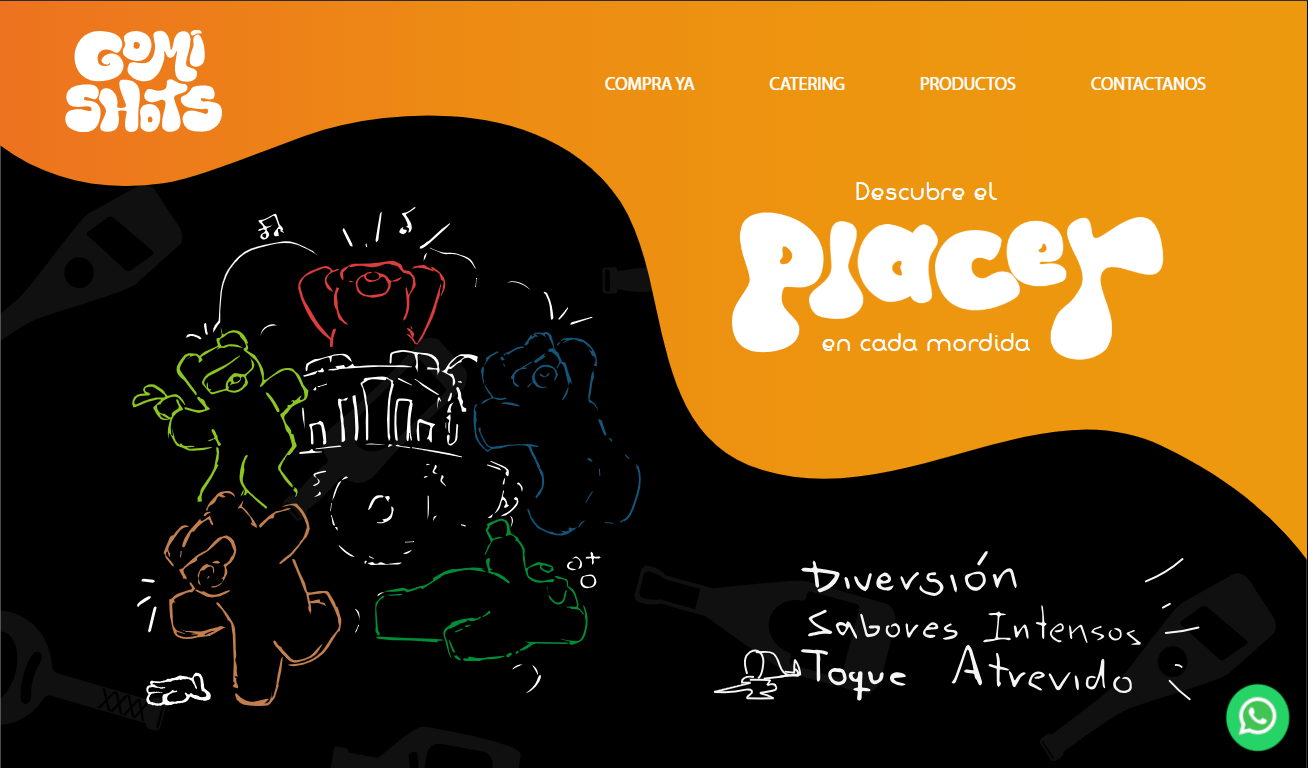 GOMI
SHOTS
COMPRA YA
CATERING
PRODUCTOS
CONTACTANOS
Descubre el
placer
en cada mordida
Diversión
Sabores Intensos
Toque Atrevido